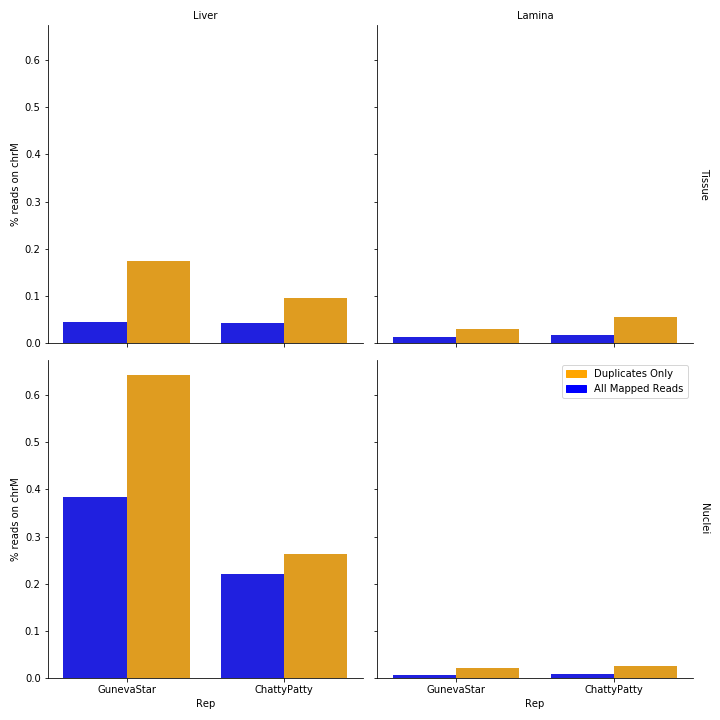 Liver
Lamina
% reads on chrM
0.6
0.5
0.4
0.3
0.2
0.1
0.0
Tissue
% reads on chrM
0.6
0.5
0.4
0.3
0.2
0.1
0.0
Duplicates Only
All Mapped Reads
Nuclei
GunevaStar
ChattyPatty
Rep
GunevaStar
ChattyPatty
Rep